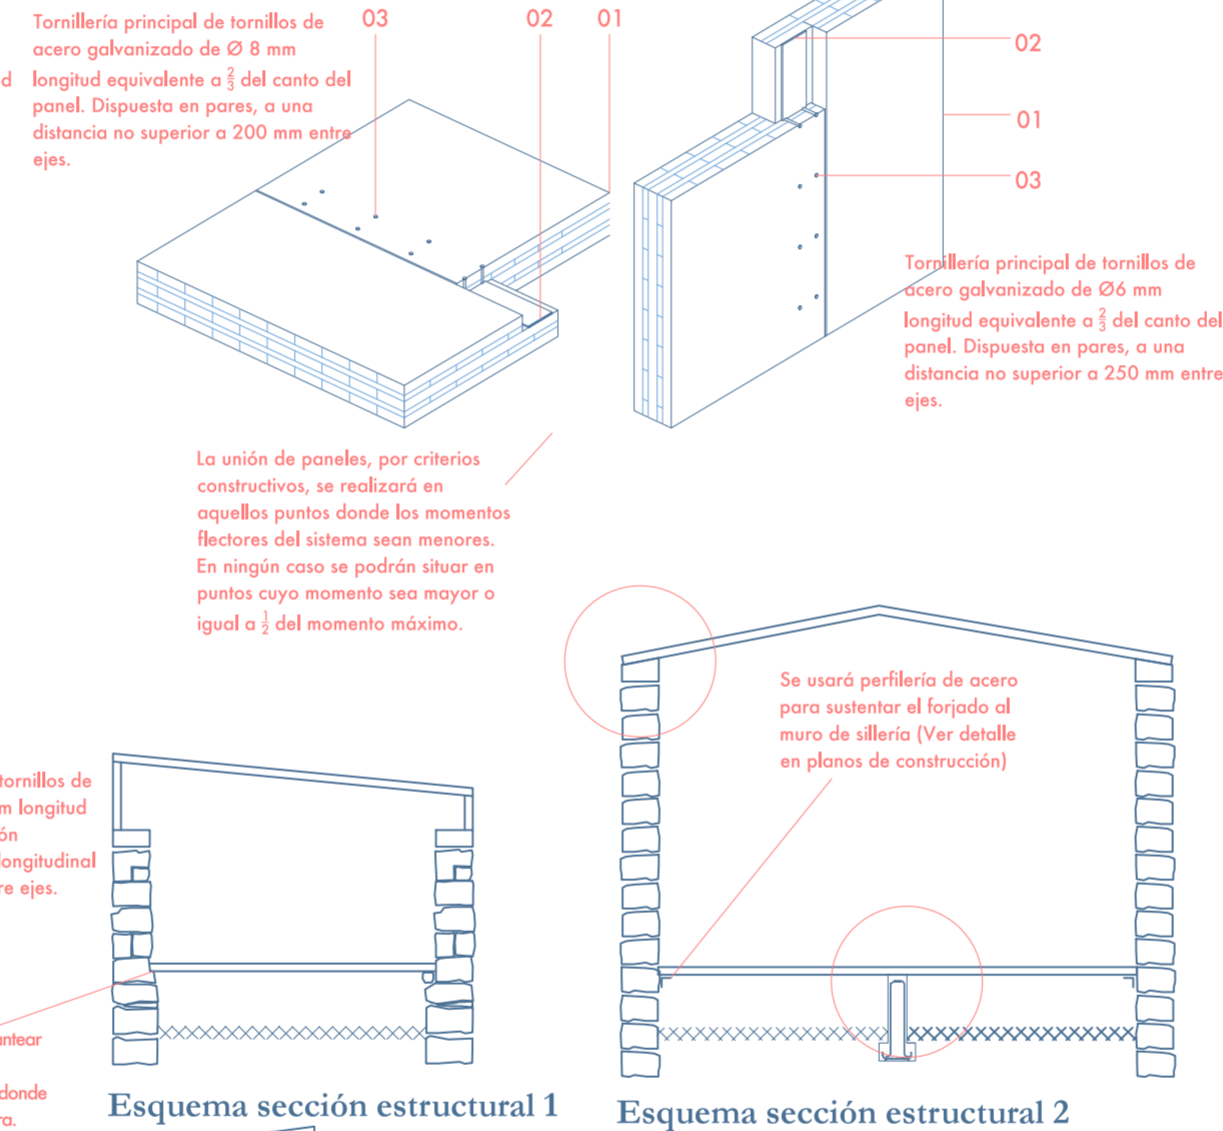 Tornillería principal de tornillos de
acero galvanizado de Ø 8 mm
longitud equivalente a 2/3 del canto del
panel. Dispuesta en pares, a una
distancia no superior a 200 mm entre
ejes.
03
02
01
02
01
03
Tornillería principal de tornillos de
acero galvanizado de Ø6 mm
longitud equivalente a 2/3 del canto del
panel. Dispuesta en pares, a una
distancia no superior a 250 mm entre
ejes.
La unión de paneles, por criterios
constructivos, se realizará en
aquellos puntos donde los momentos
flectores del sistema sean menores.
En ningún caso se podrán situar en
puntos cuyo momento sea mayor o
igual a 1/2 del momento máximo.
Se usará perfilería de acero
para sustentar el forjado al
muro de sillería (Ver detalle
en planos de construcción)
tornillos de
m longitud
ón
longitudinal
re ejes.
ntear
donde
ra.
Esquema sección estructural 1
Esquema sección estructural 2